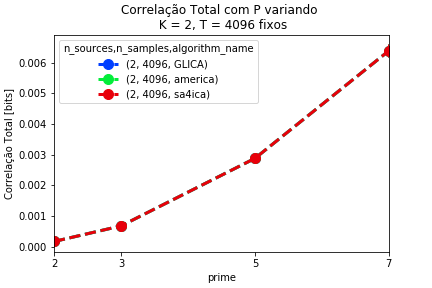 Correlação Total com P variando
K = 2, T = 4096 fixos
n_sources,n_samples,algorithm_name
(2, 4096, GLICA)
(2, 4096, america)
(2, 4096, sa4ica)
Correlação Total [bits]
0.006
0.005
0.004
0.003
0.002
0.001
0.000
2 3 5 7
prime